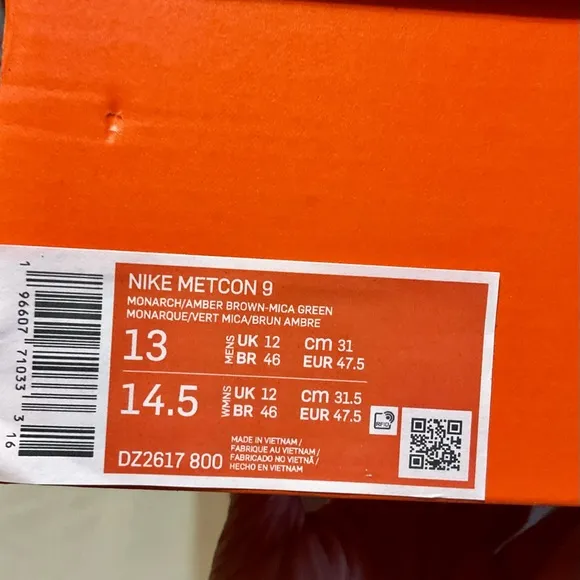 1 96607 71033 3 16
NIKE METCON 9
MONARCH/AMBER BROWN-MICA GREEN
MONARQUE/VERT MICA/BRUN AMBRE
13 MENS UK 12 cm 31
BR 46 EUR 47.5
14.5 WMNS UK 12 cm 31.5
BR 46 EUR 47.5
RFID
DZ2617 800
MADE IN VIETNAM/
FABRIQUE AU VIETNAM/
FABRICADO NO VIETNÃ/
HECHO EN VIETNAM